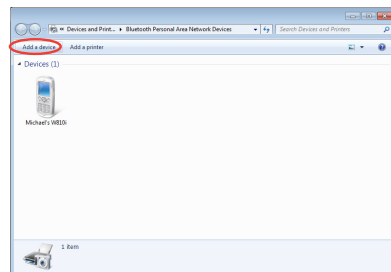 « Devices and Print... ▸ Bluetooth Personal Area Network Devices
Search Devices and Printers
Add a device Add a printer
Devices (1)
Michael's W810i
1 item